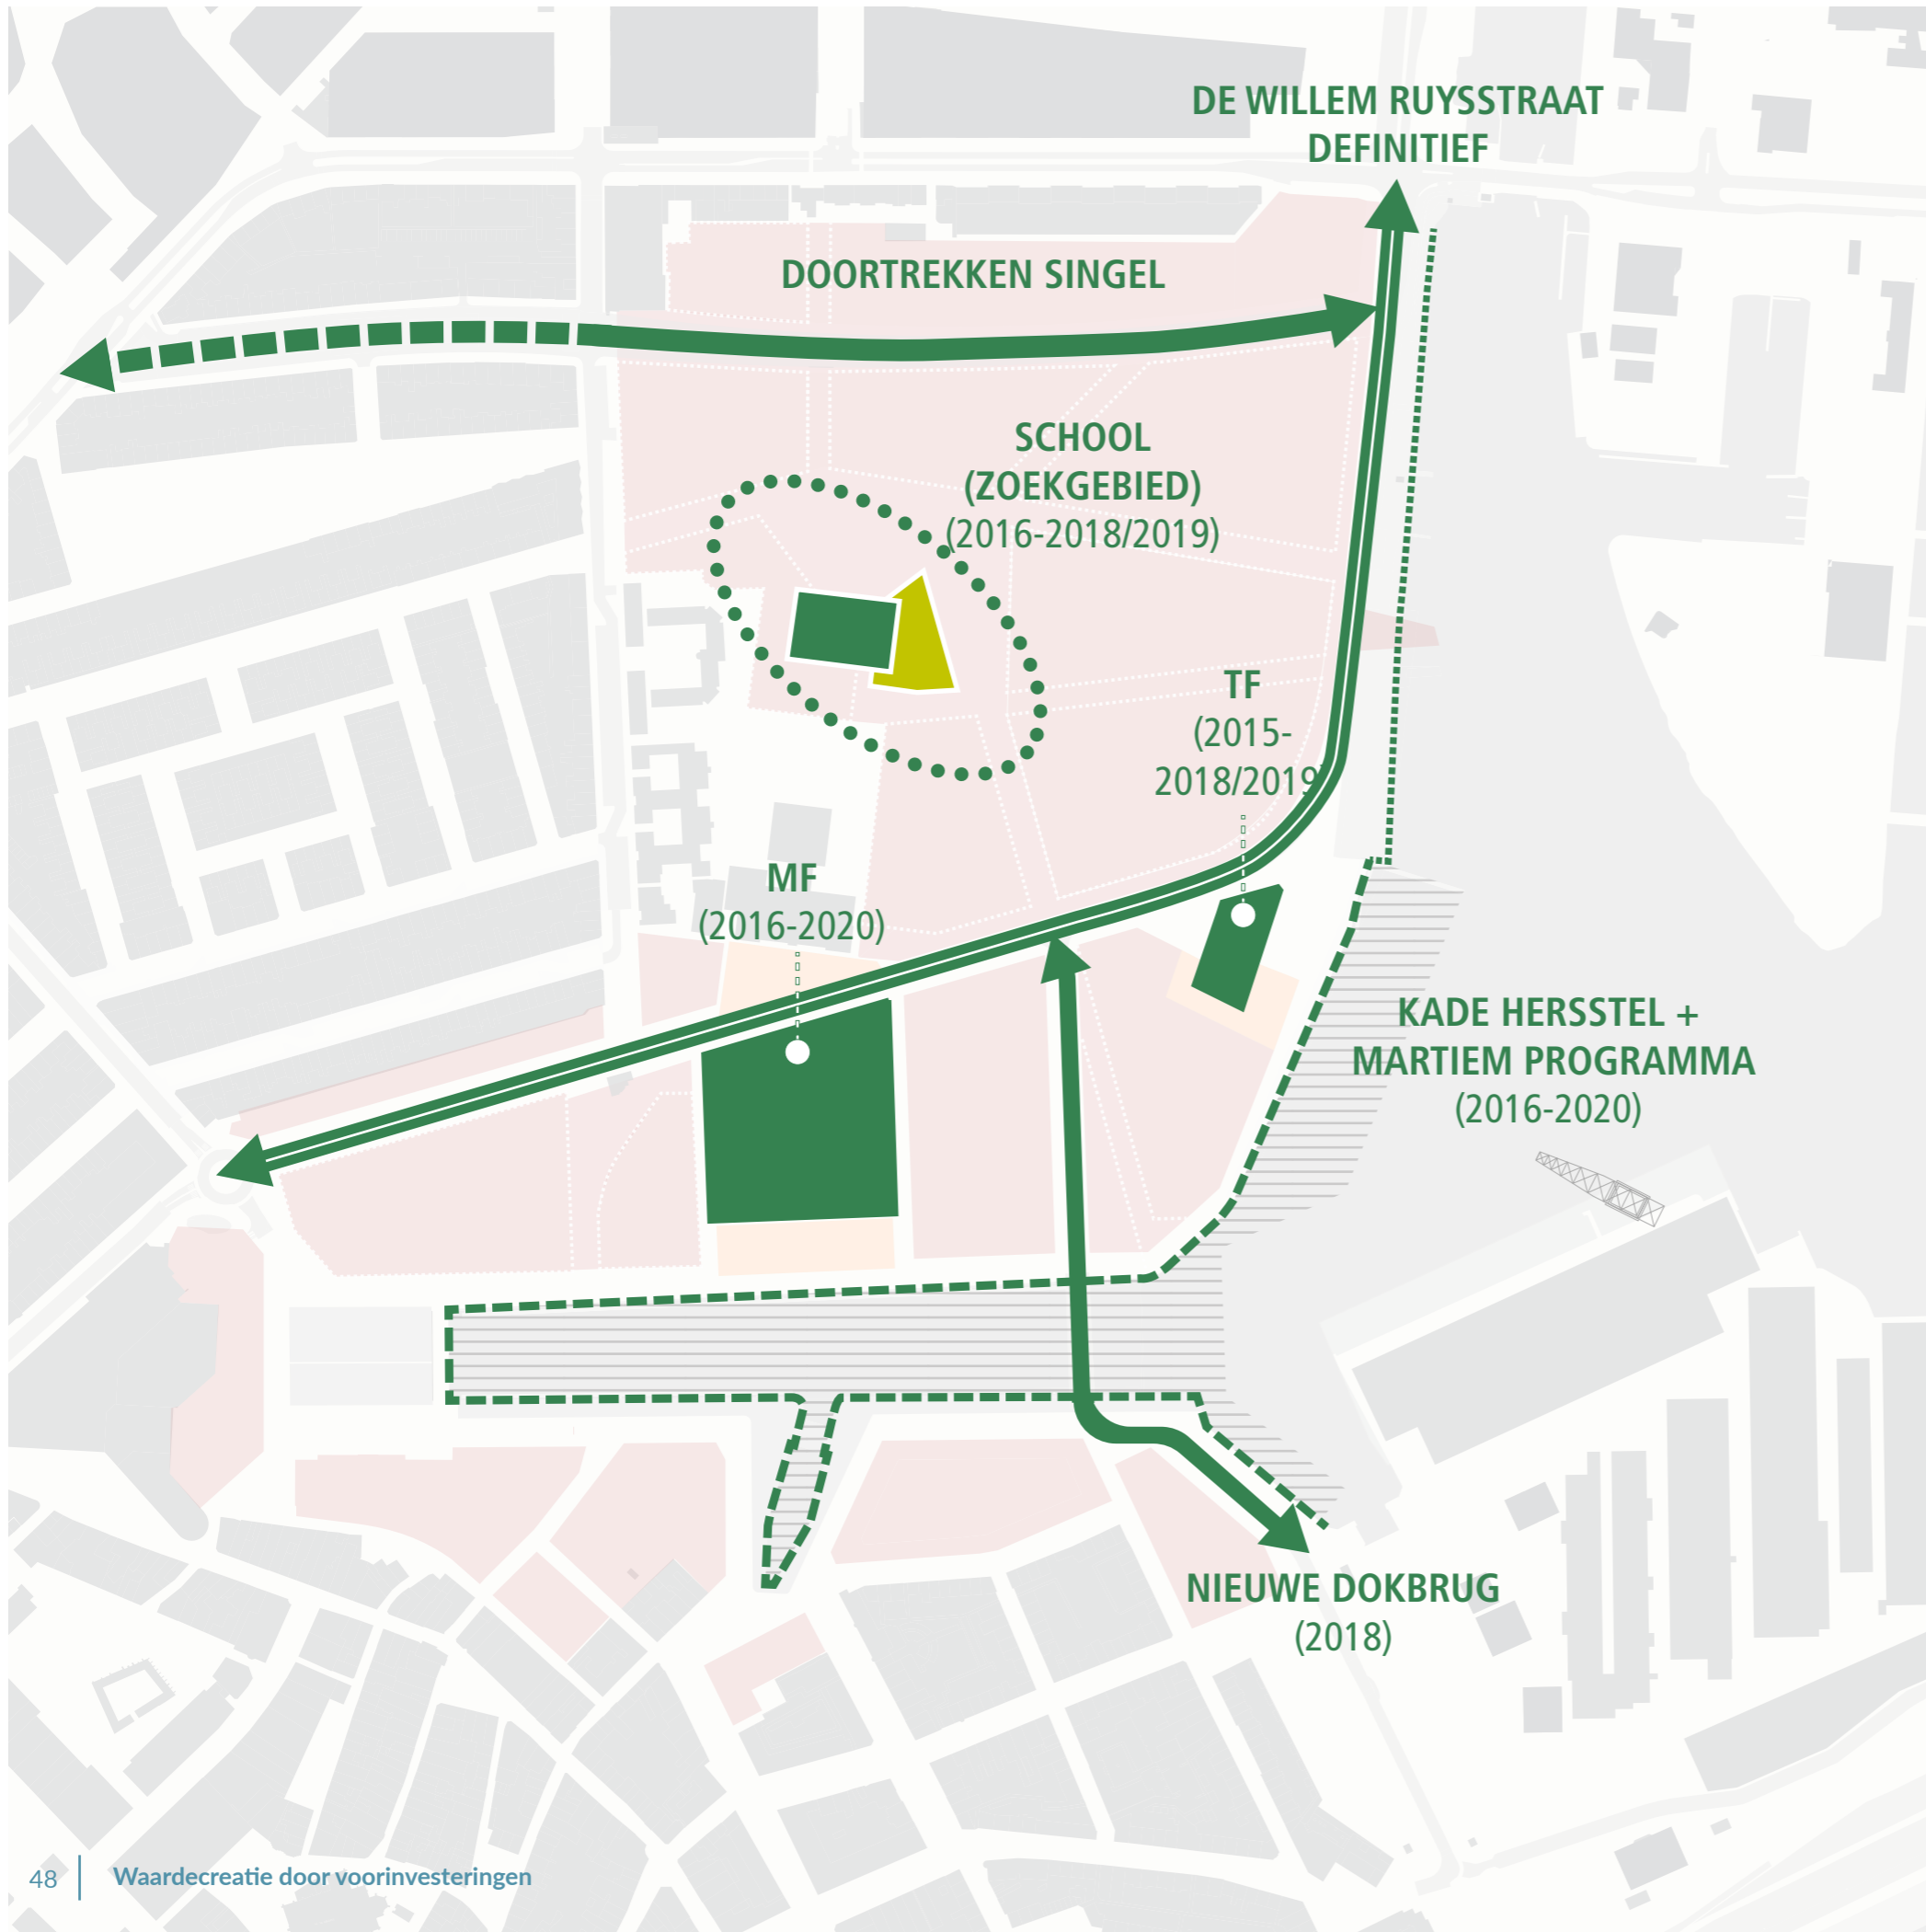 DE WILLEM RUYSSTRAAT
DEFINITIEF
DOORTREKKEN SINGEL
SCHOOL
(ZOEKGEBIED)
(2016-2018/2019)
TF
(2015-
2018/2019)
MF
(2016-2020)
KADE HERSSTEL +
MARTIEM PROGRAMMA
(2016-2020)
NIEUWE DOKBRUG
(2018)
48 Waardecreatie door voorinvesteringen